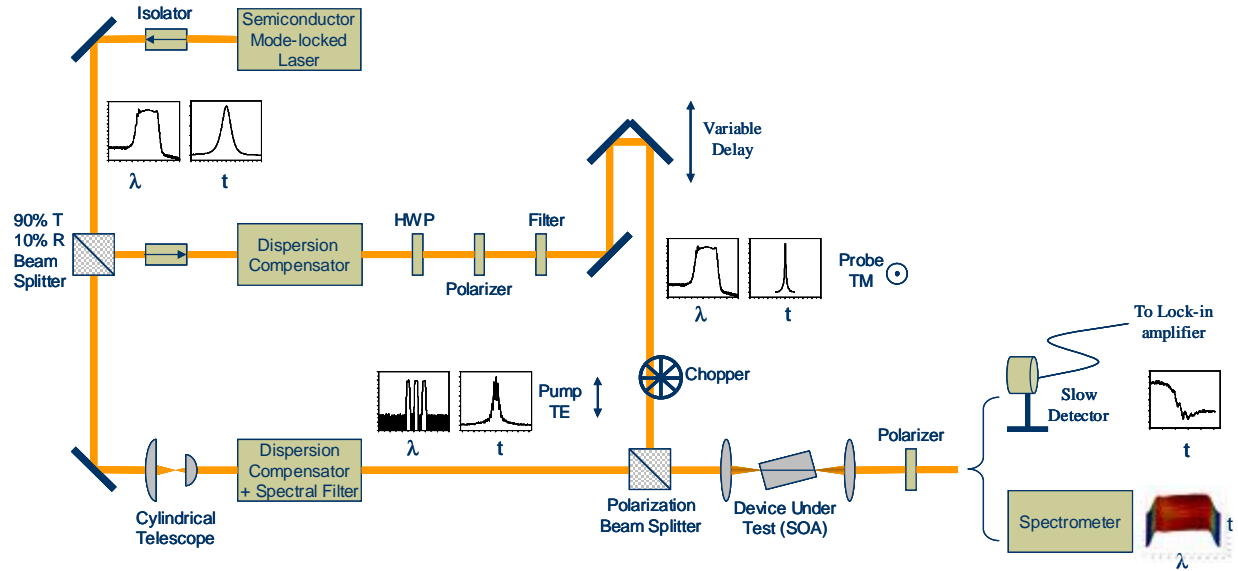 Isolator
Semiconductor
Mode-locked
Laser
λ
t
Variable
Delay
90% T
10% R
Beam
Splitter
Dispersion
Compensator
HWP
Polarizer
Filter
λ
t
Probe
TM
To Lock-in
amplifier
Chopper
Pump
TE
λ
t
Slow
Detector
t
Polarizer
Dispersion
Compensator
+ Spectral Filter
Cylindrical
Telescope
Polarization
Beam Splitter
Device Under
Test (SOA)
Spectrometer
t
λ